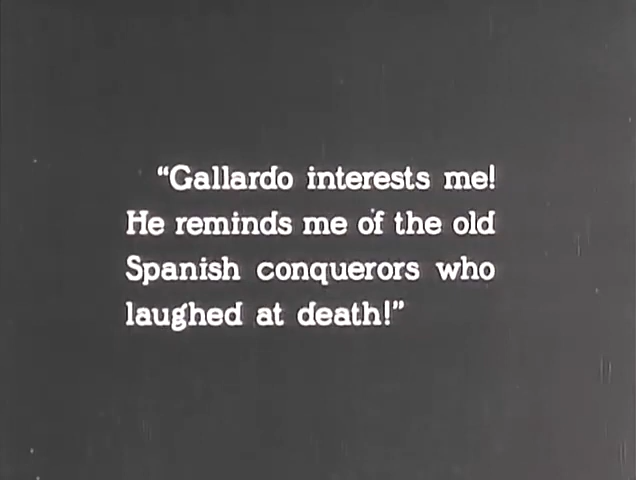 “Gallardo interests me!
He reminds me of the old
Spanish conquerors who
laughed at death!”